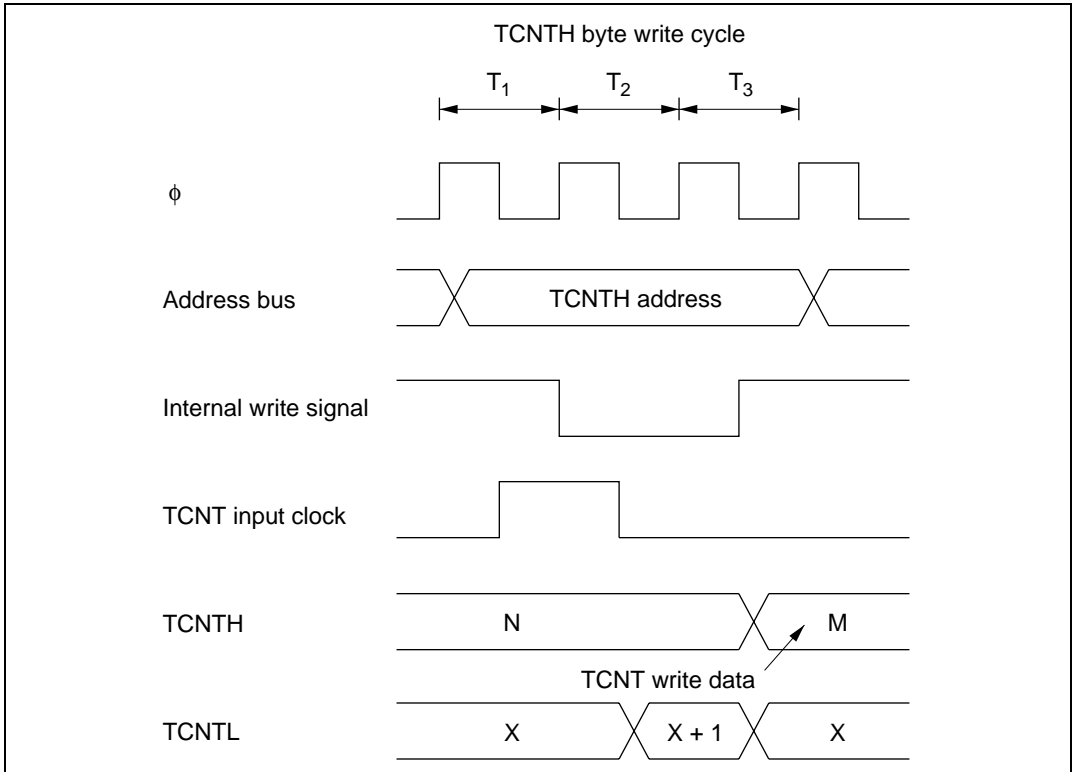 TCNTH byte write cycle
T₁ T₂ T₃
φ
Address bus TCNTH address
Internal write signal
TCNT input clock
TCNTH N M
TCNT write data
TCNTL X X + 1 X